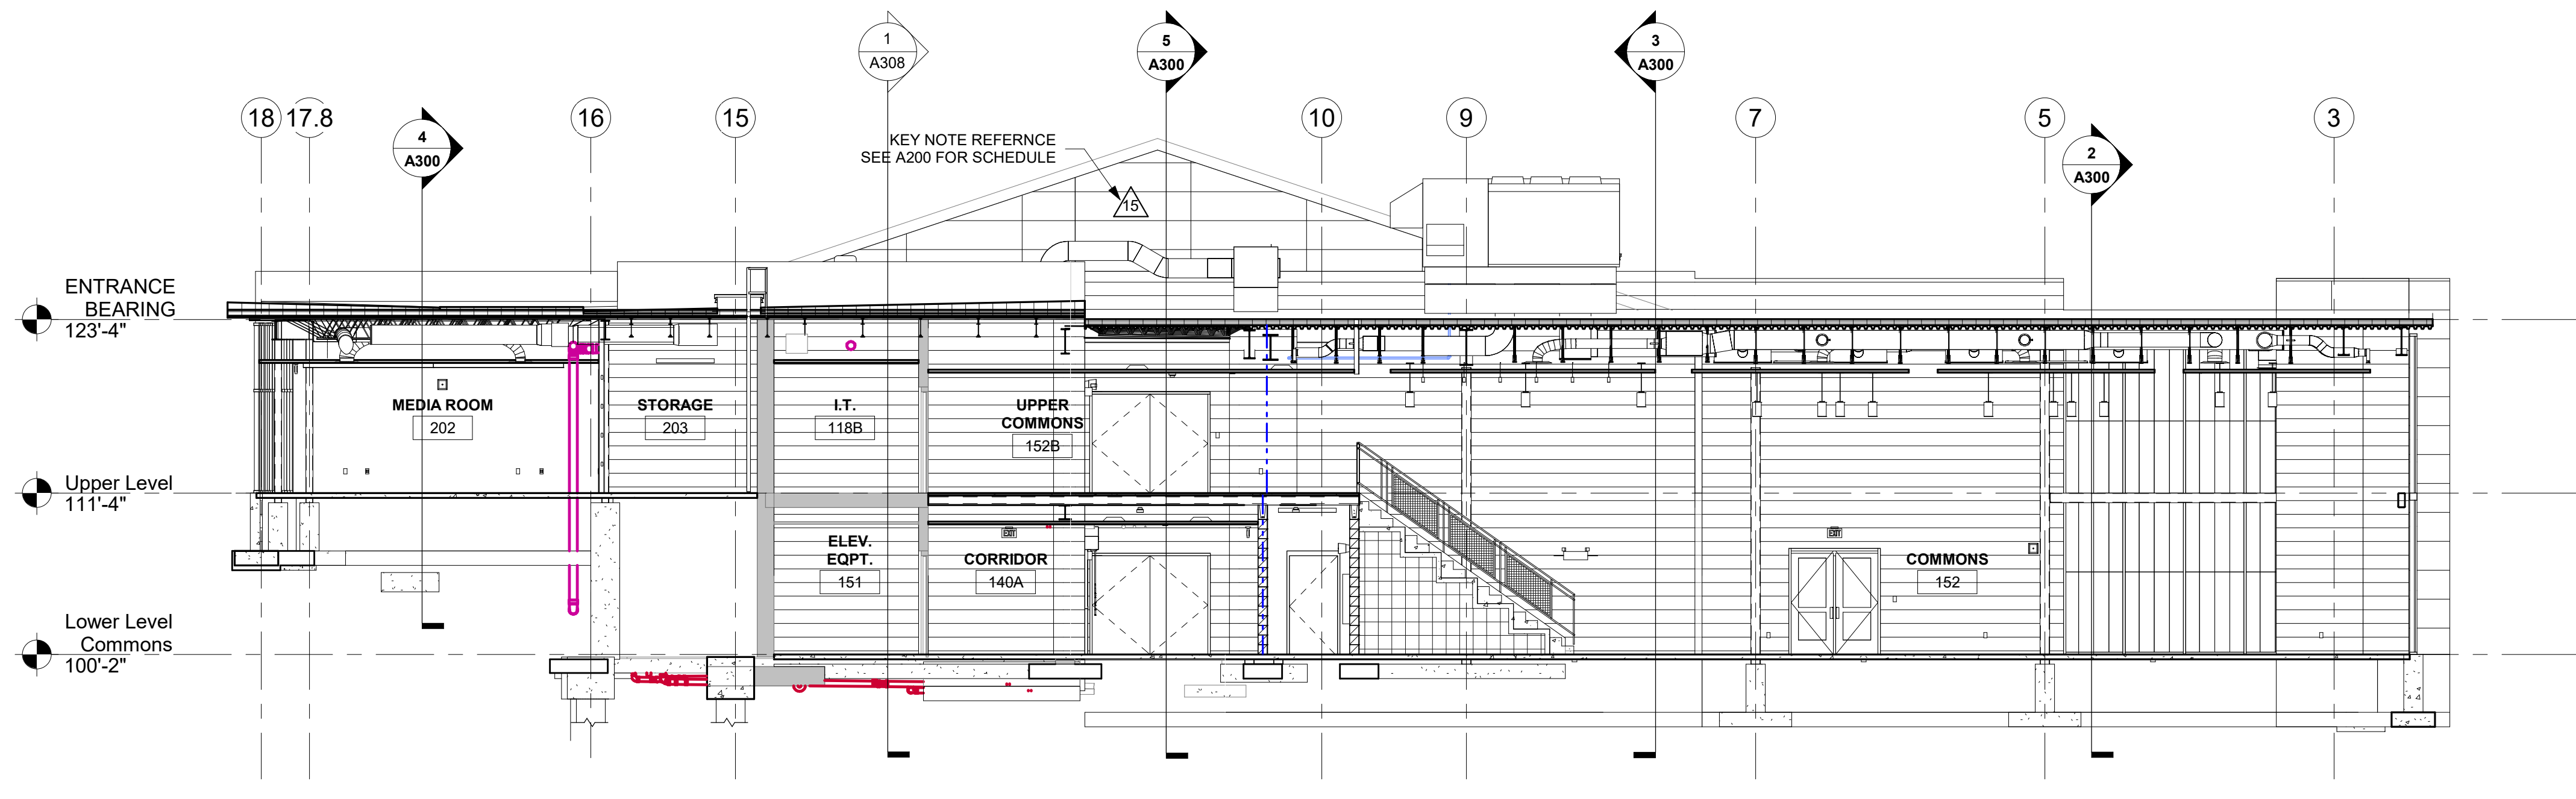 1
A308
5
A300
3
A300
18
17.8
4
A300
16
15
10
9
7
5
2
A300
3
KEY NOTE REFERNCE
SEE A200 FOR SCHEDULE
15
ENTRANCE
BEARING
123'-4"
MEDIA ROOM
202
STORAGE
203
I.T.
118B
UPPER
COMMONS
152B
Upper Level
111'-4"
EXIT
EXIT
ELEV.
EQPT.
151
CORRIDOR
140A
COMMONS
152
Lower Level
Commons
100'-2"